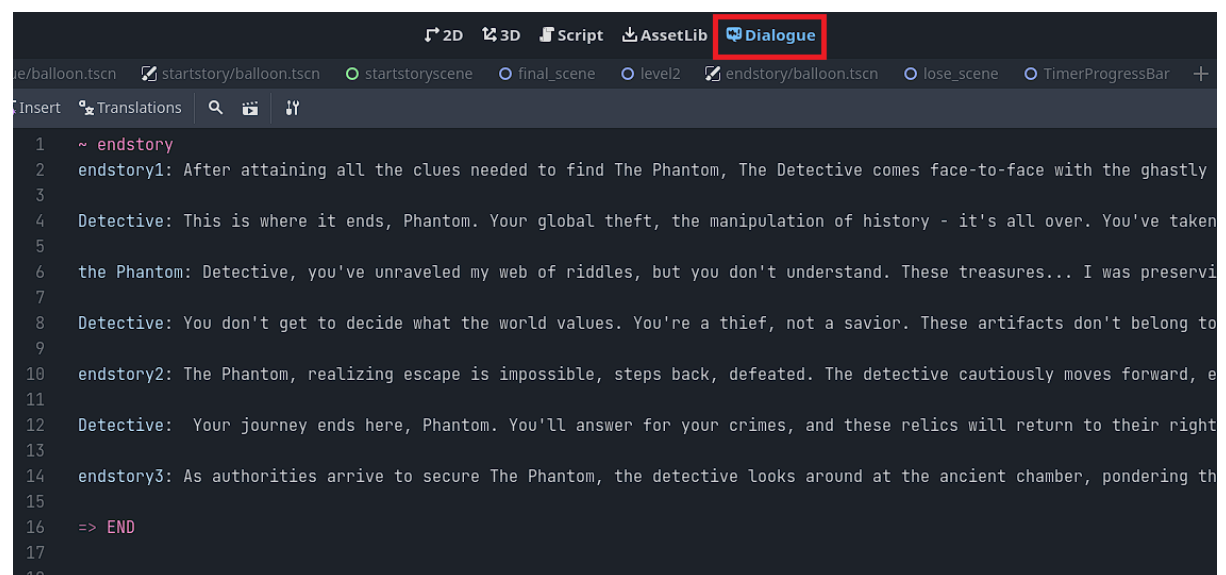 2D 3D Script AssetLib Dialogue
ue/balloon.tscn startstory/balloon.tscn startstoryscene final_scene level2 endstory/balloon.tscn lose_scene TimerProgressBar
Insert Translations
1 ~ endstory
2 endstory1: After attaining all the clues needed to find The Phantom, The Detective comes face-to-face with the ghastly
3
4 Detective: This is where it ends, Phantom. Your global theft, the manipulation of history - it's all over. You've taken
5
6 the Phantom: Detective, you've unraveled my web of riddles, but you don't understand. These treasures... I was preservi
7
8 Detective: You don't get to decide what the world values. You're a thief, not a savior. These artifacts don't belong to
9
10 endstory2: The Phantom, realizing escape is impossible, steps back, defeated. The detective cautiously moves forward, e
11
12 Detective:  Your journey ends here, Phantom. You'll answer for your crimes, and these relics will return to their right
13
14 endstory3: As authorities arrive to secure The Phantom, the detective looks around at the ancient chamber, pondering th
15
16 => END
17